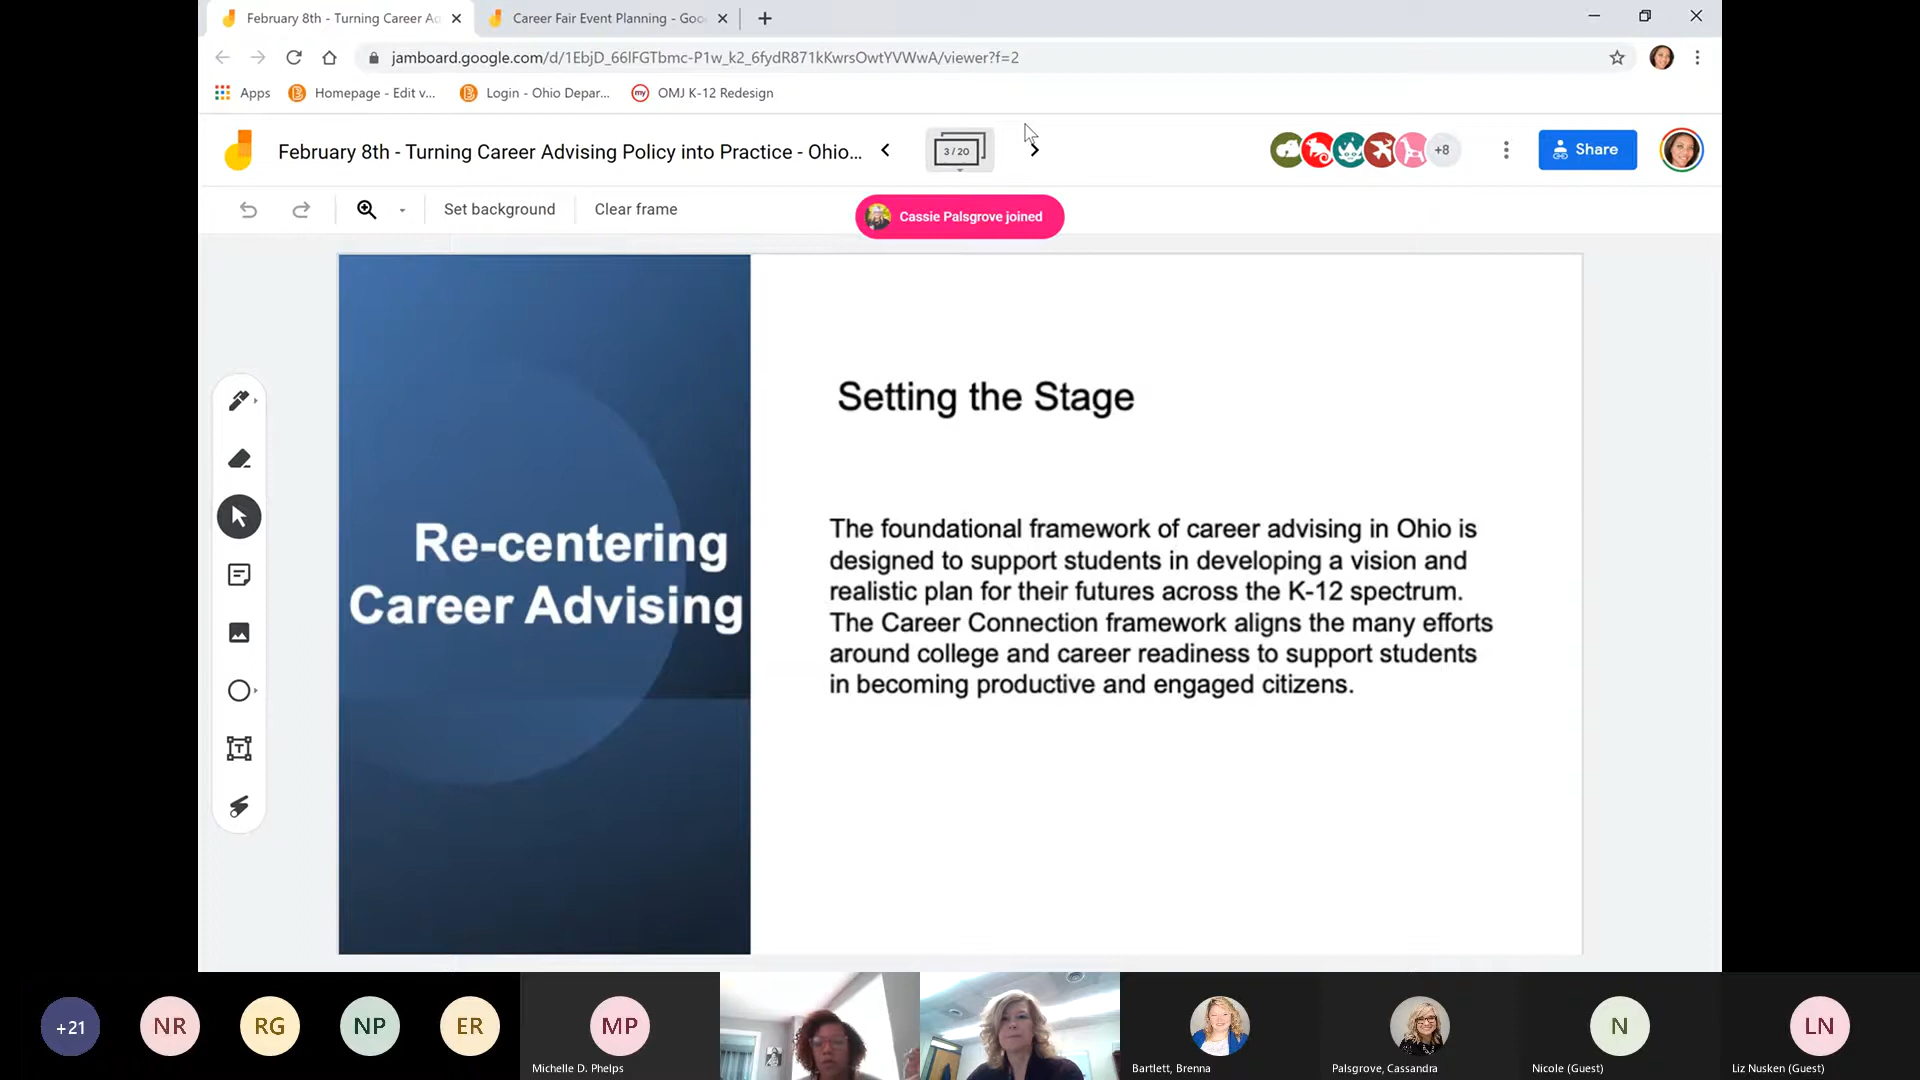 February 8th - Turning Career Ad
Career Fair Event Planning - Goo
jamboard.google.com/d/1EbjD_66lFGTbmc-P1w_k2_6fydR871kKwrsOwtYVWwA/viewer?f=2
Apps
Homepage - Edit v...
Login - Ohio Depar...
my
OMJ K-12 Redesign
February 8th - Turning Career Advising Policy into Practice - Ohio...
3 / 20
+8
Share
Set background
Clear frame
Cassie Palsgrove joined
Re-centering
Career Advising
Setting the Stage
The foundational framework of career advising in Ohio is
designed to support students in developing a vision and
realistic plan for their futures across the K-12 spectrum.
The Career Connection framework aligns the many efforts
around college and career readiness to support students
in becoming productive and engaged citizens.
+21
NR
RG
NP
ER
MP
N
LN
Michelle D. Phelps
Bartlett, Brenna
Palsgrove, Cassandra
Nicole (Guest)
Liz Nusken (Guest)